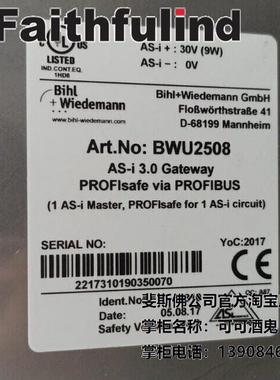 Faithfulind
C UL US
LISTED
IND.CONT.EQ.
1HD8
AS-i + : 30V (9W)
AS-i – : 0V
Bihl
+ Wiedemann
www.bihl-wiedemann.de
Bihl+Wiedemann GmbH
Floßwörthstraße 41
D-68199 Mannheim
Art.No: BWU2508
AS-i 3.0 Gateway
PROFIsafe via PROFIBUS
(1 AS-i Master, PROFIsafe for 1 AS-i circuit)
SERIAL NO:
YoC:2017
2217310190350070
CE
Ident.No
Date
05.08.17
Safety V
斐斯佛公司官方淘宝
掌柜名称：可可酒鬼
掌柜电话：1390846